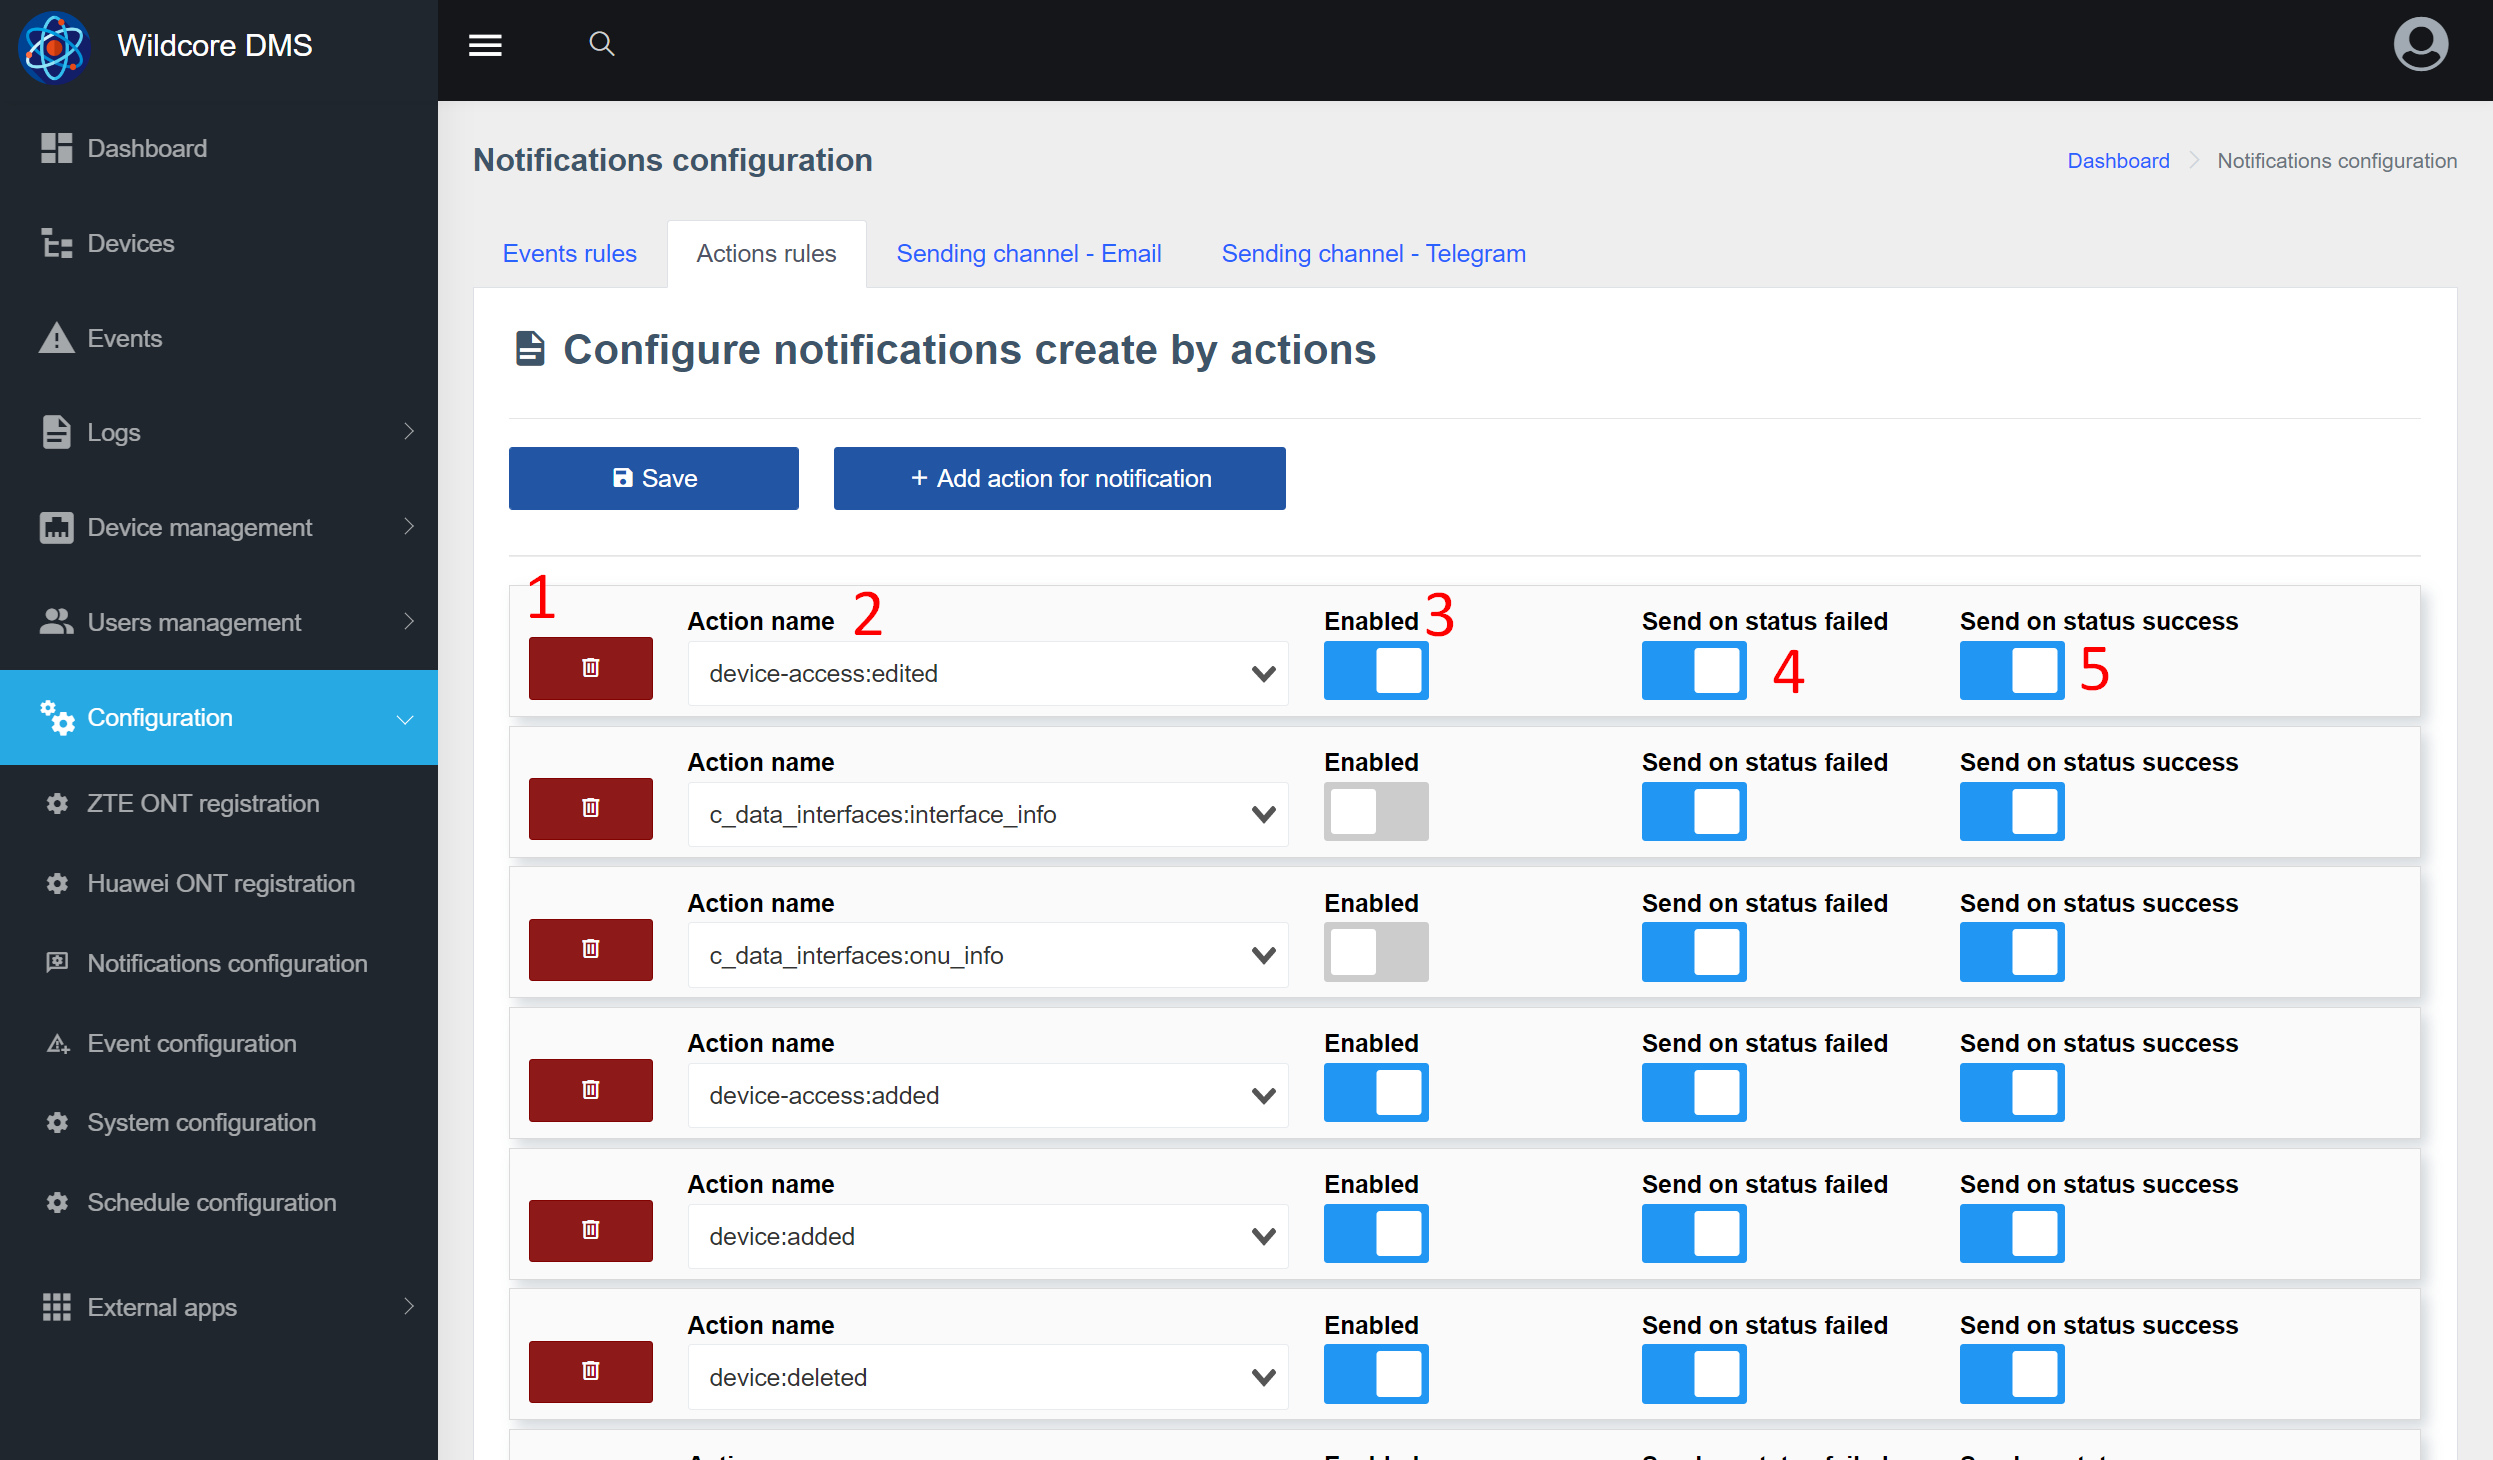 Wildcore DMS
Dashboard
Devices
Events
Logs
Device management
Users management
Configuration
ZTE ONT registration
Huawei ONT registration
Notifications configuration
Event configuration
System configuration
Schedule configuration
External apps
Notifications configuration
Dashboard Notifications configuration
Events rules Actions rules Sending channel - Email Sending channel - Telegram
Configure notifications create by actions
Save + Add action for notification
1 Action name 2 Enabled 3 Send on status failed Send on status success
device-access:edited 4 5
Action name Enabled Send on status failed Send on status success
c_data_interfaces:interface_info
Action name Enabled Send on status failed Send on status success
c_data_interfaces:onu_info
Action name Enabled Send on status failed Send on status success
device-access:added
Action name Enabled Send on status failed Send on status success
device:added
Action name Enabled Send on status failed Send on status success
device:deleted